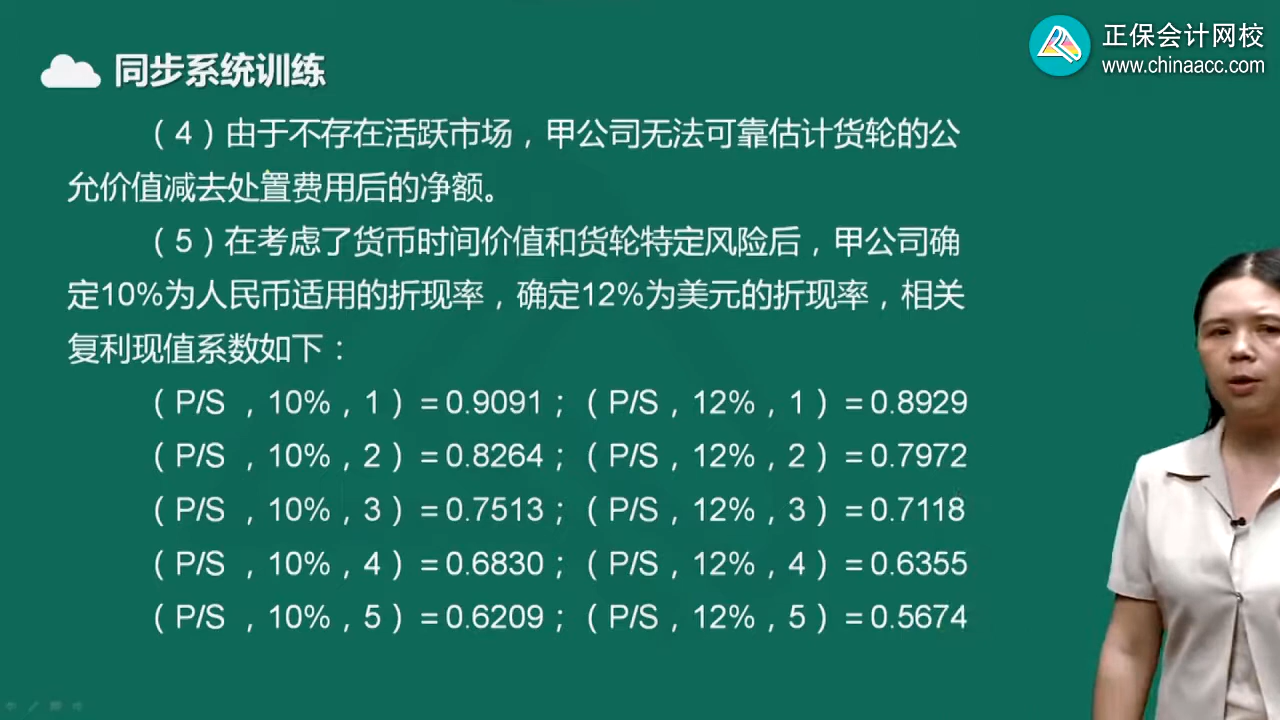 正保会计网校
www.chinaacc.com
同步系统训练
（4）由于不存在活跃市场，甲公司无法可靠估计货轮的公
允价值减去处置费用后的净额。
（5）在考虑了货币时间价值和货轮特定风险后，甲公司确
定10%为人民币适用的折现率，确定12%为美元的折现率，相关
复利现值系数如下：
（P/S ，10%，1）＝0.9091；（P/S，12%，1）＝0.8929
（P/S ，10%，2）＝0.8264；（P/S，12%，2）＝0.7972
（P/S ，10%，3）＝0.7513；（P/S，12%，3）＝0.7118
（P/S ，10%，4）＝0.6830；（P/S，12%，4）＝0.6355
（P/S ，10%，5）＝0.6209；（P/S，12%，5）＝0.5674